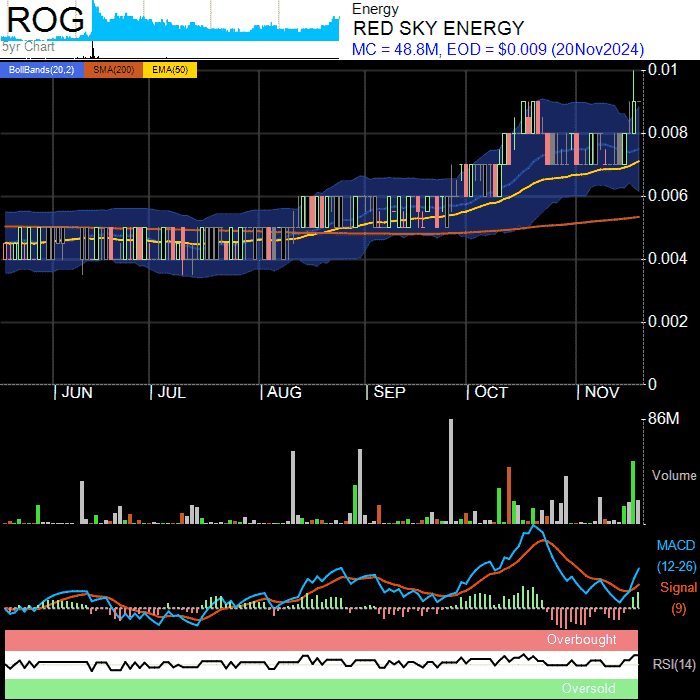 ROG
5yr Chart
Energy
RED SKY ENERGY
MC = 48.8M, EOD = $0.009 (20Nov2024)
BollBands(20,2) SMA(200) EMA(50)
0.01
0.008
0.006
0.004
0.002
0
JUN JUL AUG SEP OCT NOV
86M
Volume
MACD
(12-26)
Signal
(9)
Overbought
RSI(14)
Oversold